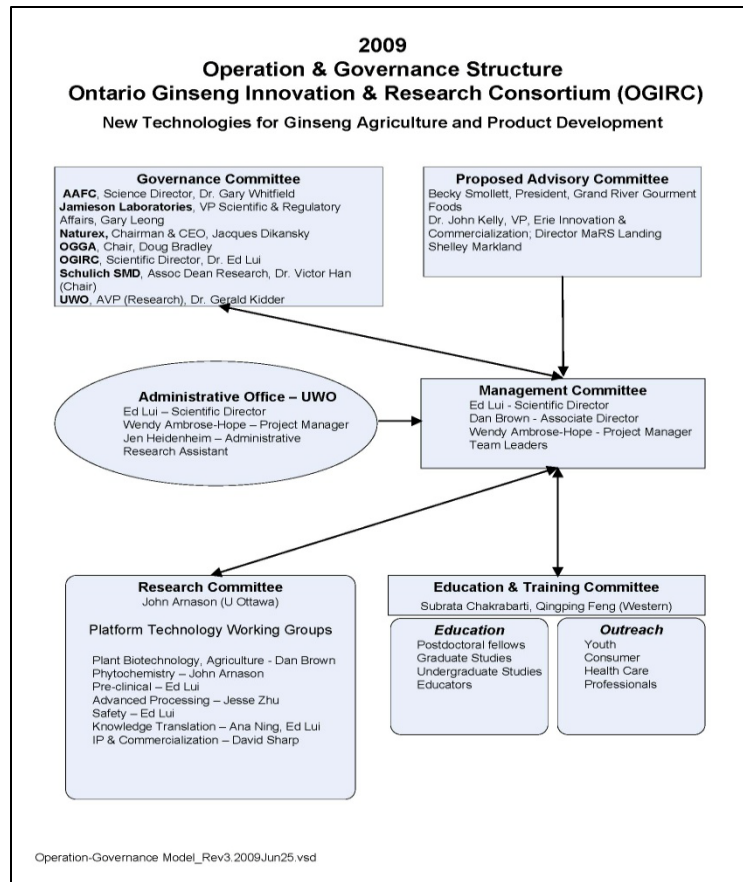 2009
Operation & Governance Structure
Ontario Ginseng Innovation & Research Consortium (OGIRC)
New Technologies for Ginseng Agriculture and Product Development
Governance Committee
AAFC, Science Director, Dr. Gary Whitfield
Jamieson Laboratories, VP Scientific & Regulatory
Affairs, Gary Leong
Naturex, Chairman & CEO, Jacques Dikansky
OGGA, Chair, Doug Bradley
OGIRC, Scientific Director, Dr. Ed Lui
Schulich SMD, Assoc Dean Research, Dr. Victor Han
(Chair)
UWO, AVP (Research), Dr. Gerald Kidder
Proposed Advisory Committee
Becky Smollett, President, Grand River Gourment
Foods
Dr. John Kelly, VP, Erie Innovation &
Commercialization; Director MaRS Landing
Shelley Markland
Administrative Office – UWO
Ed Lui – Scientific Director
Wendy Ambrose-Hope – Project Manager
Jen Heidenheim – Administrative
Research Assistant
Management Committee
Ed Lui - Scientific Director
Dan Brown - Associate Director
Wendy Ambrose-Hope - Project Manager
Team Leaders
Research Committee
John Arnason (U Ottawa)
Platform Technology Working Groups
Plant Biotechnology, Agriculture - Dan Brown
Phytochemistry – John Arnason
Pre-clinical – Ed Lui
Advanced Processing – Jesse Zhu
Safety – Ed Lui
Knowledge Translation – Ana Ning, Ed Lui
IP & Commercialization – David Sharp
Education & Training Committee
Subrata Chakrabarti, Qingping Feng (Western)
Education
Postdoctoral fellows
Graduate Studies
Undergraduate Studies
Educators
Outreach
Youth
Consumer
Health Care
Professionals
Operation-Governance Model_Rev3.2009Jun25.vsd